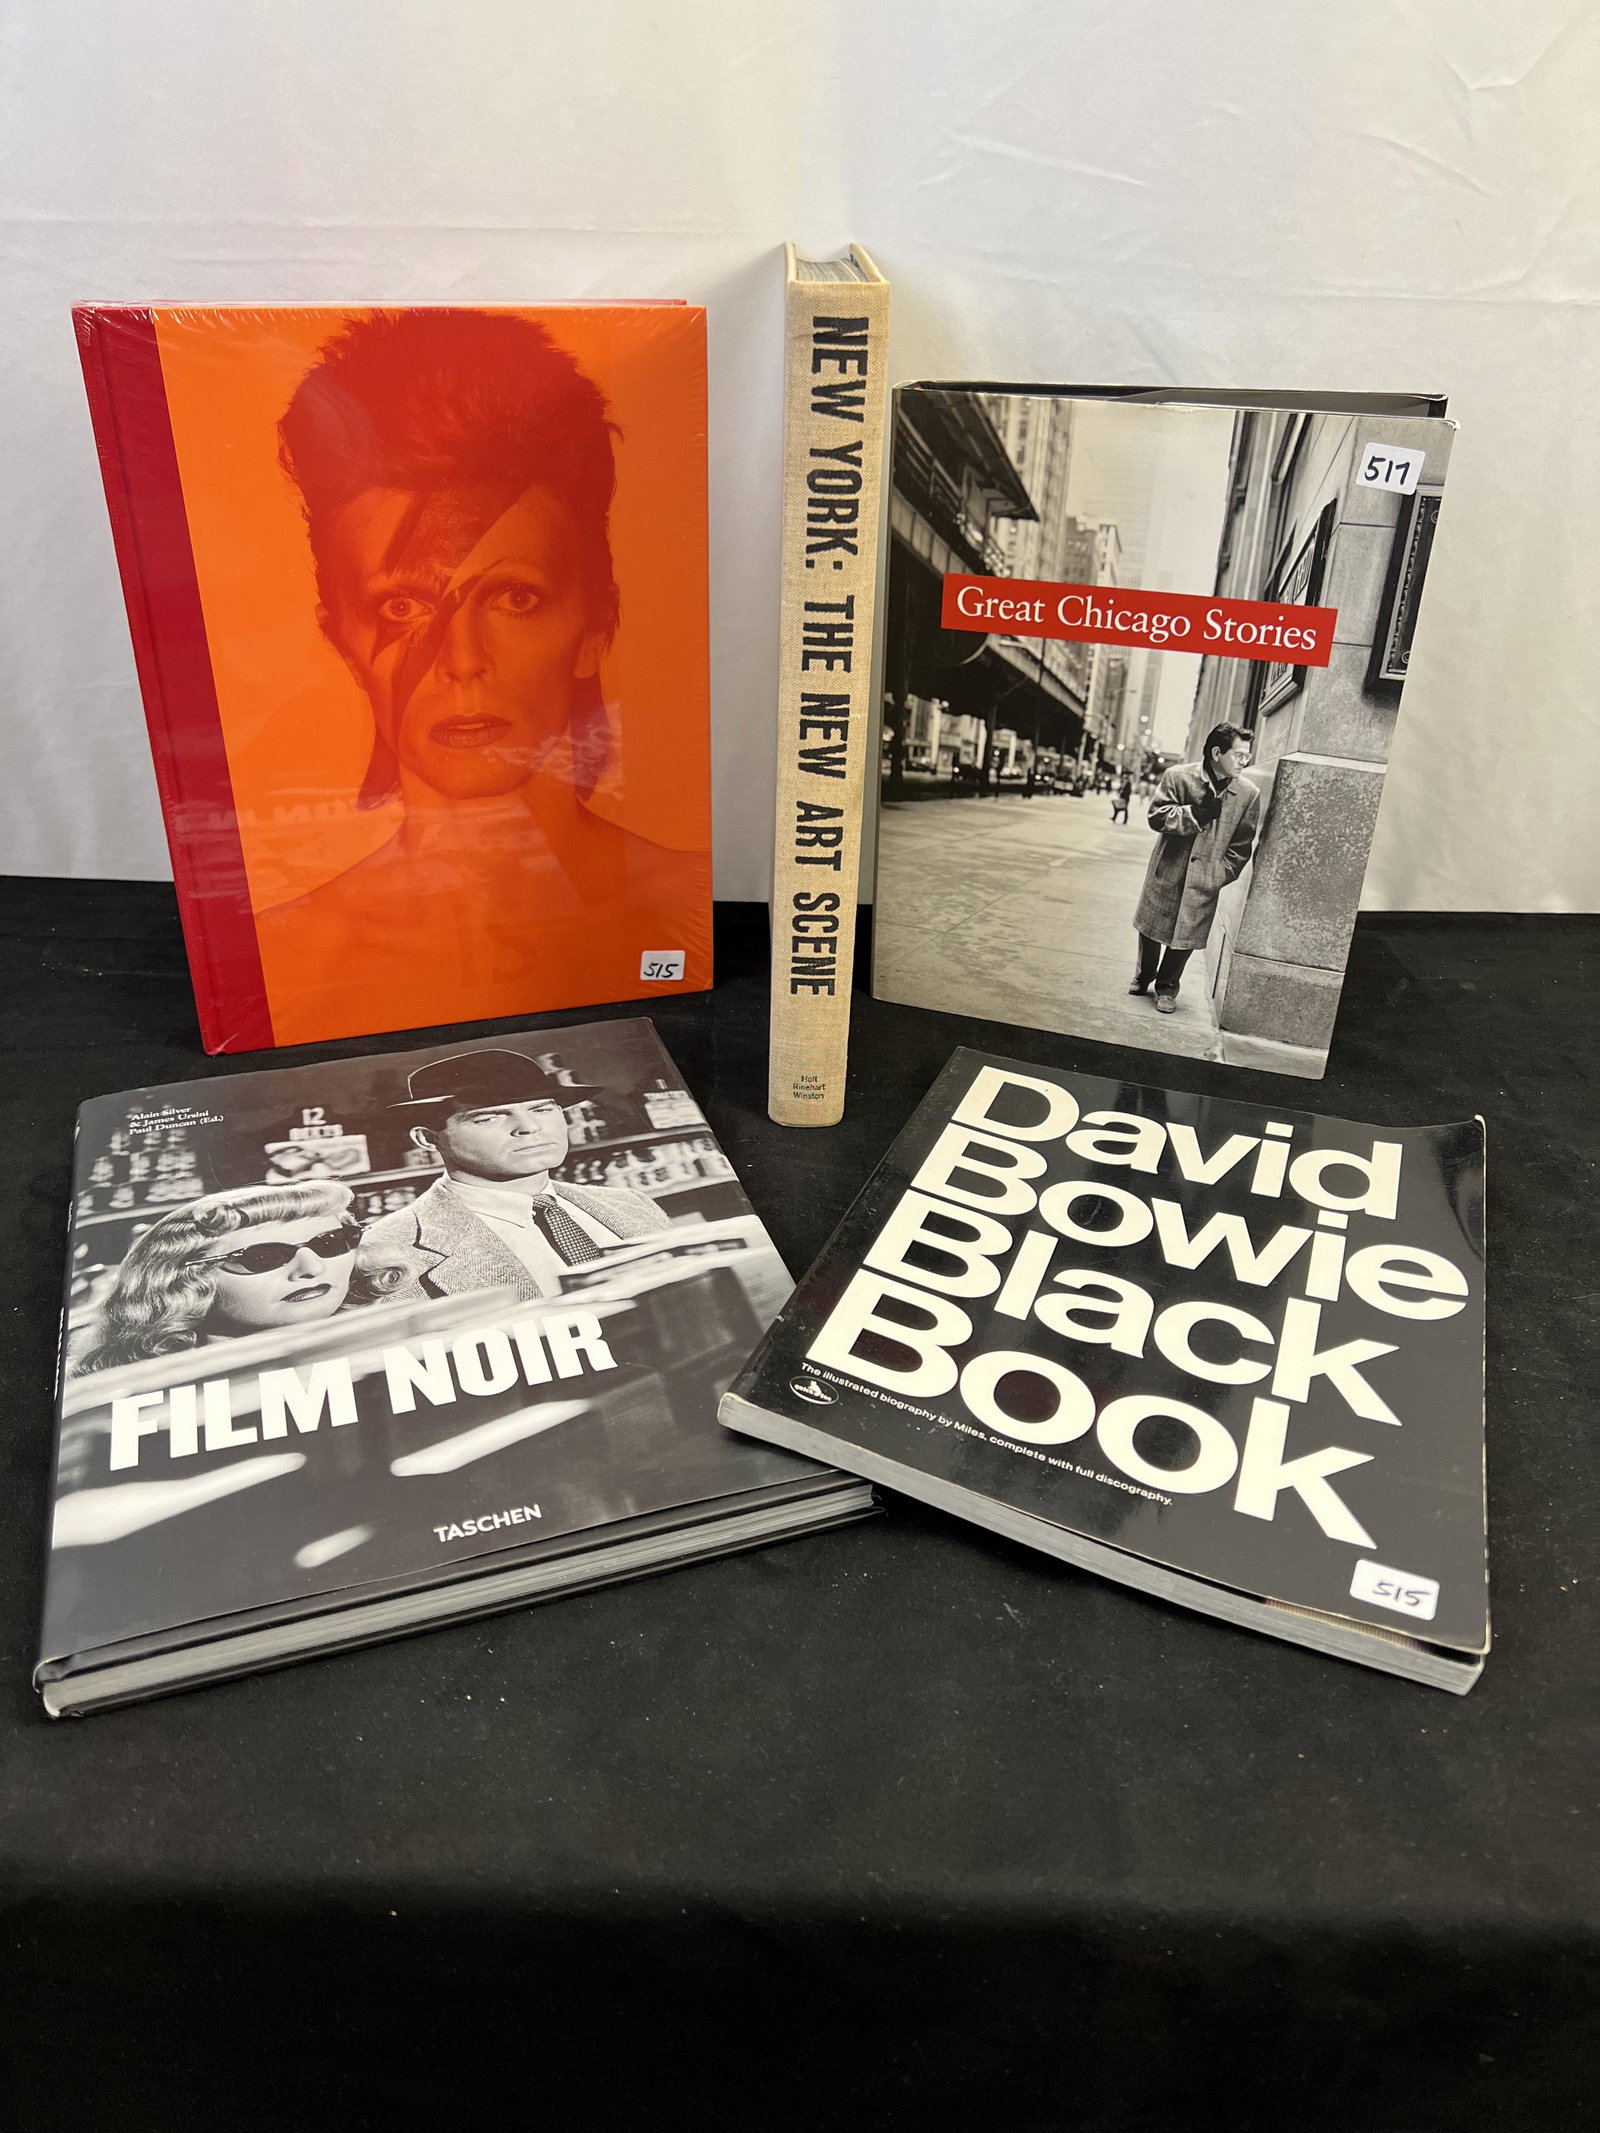 515
NEW YORK: THE NEW ART SCENE
Holt
Rinehart
Winston
517
Great Chicago Stories
Alain Silver
& James Ursini
Paul Duncan (Ed.)
12
FILM NOIR
TASCHEN
David
Bowie
Black
Book
The illustrated biography by Miles, complete with full discography.
515